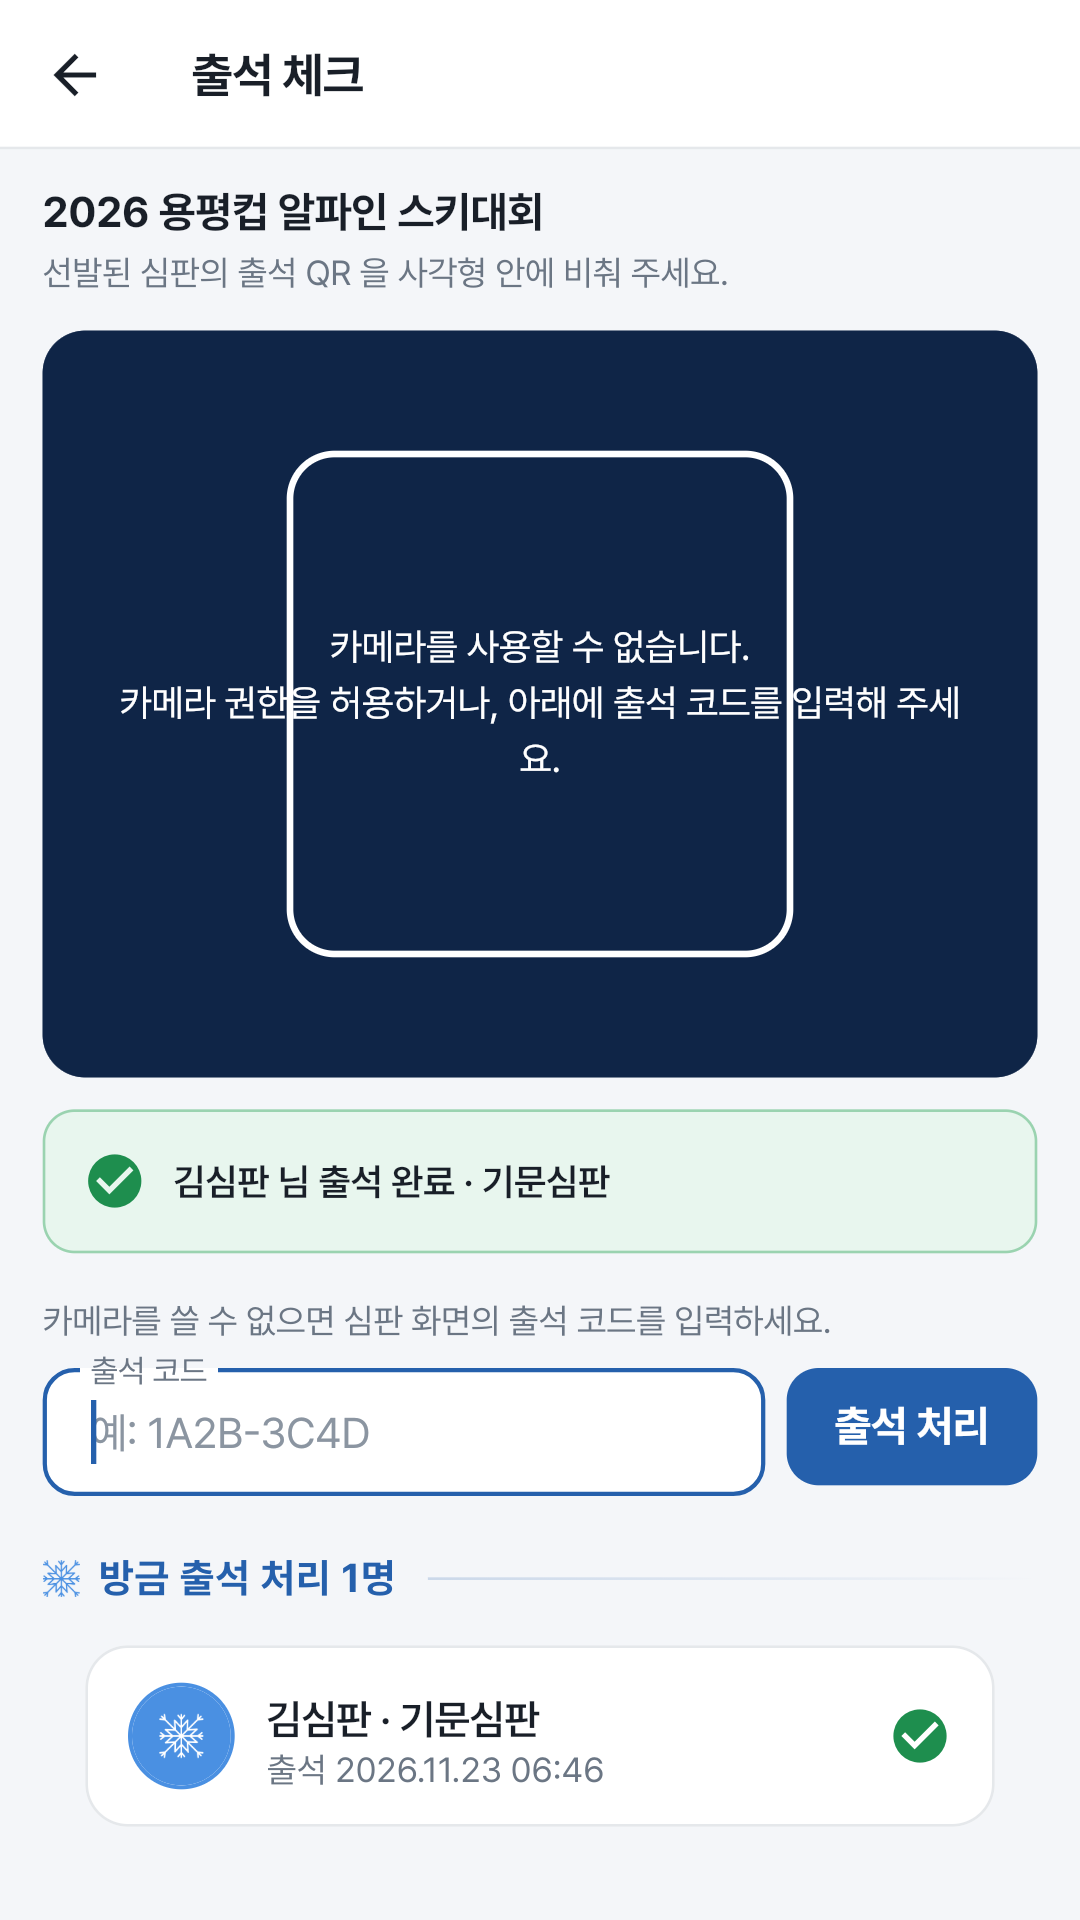 출석 체크
2026 용평컵 알파인 스키대회
선발된 심판의 출석 QR 을 사각형 안에 비춰 주세요.
카메라를 사용할 수 없습니다.
카메라 권한을 허용하거나, 아래에 출석 코드를 입력해 주세
요.
김심판 님 출석 완료 · 기문심판
카메라를 쓸 수 없으면 심판 화면의 출석 코드를 입력하세요.
출석 코드
예: 1A2B-3C4D
출석 처리
방금 출석 처리 1명
김심판 · 기문심판
출석 2026.11.23 06:46